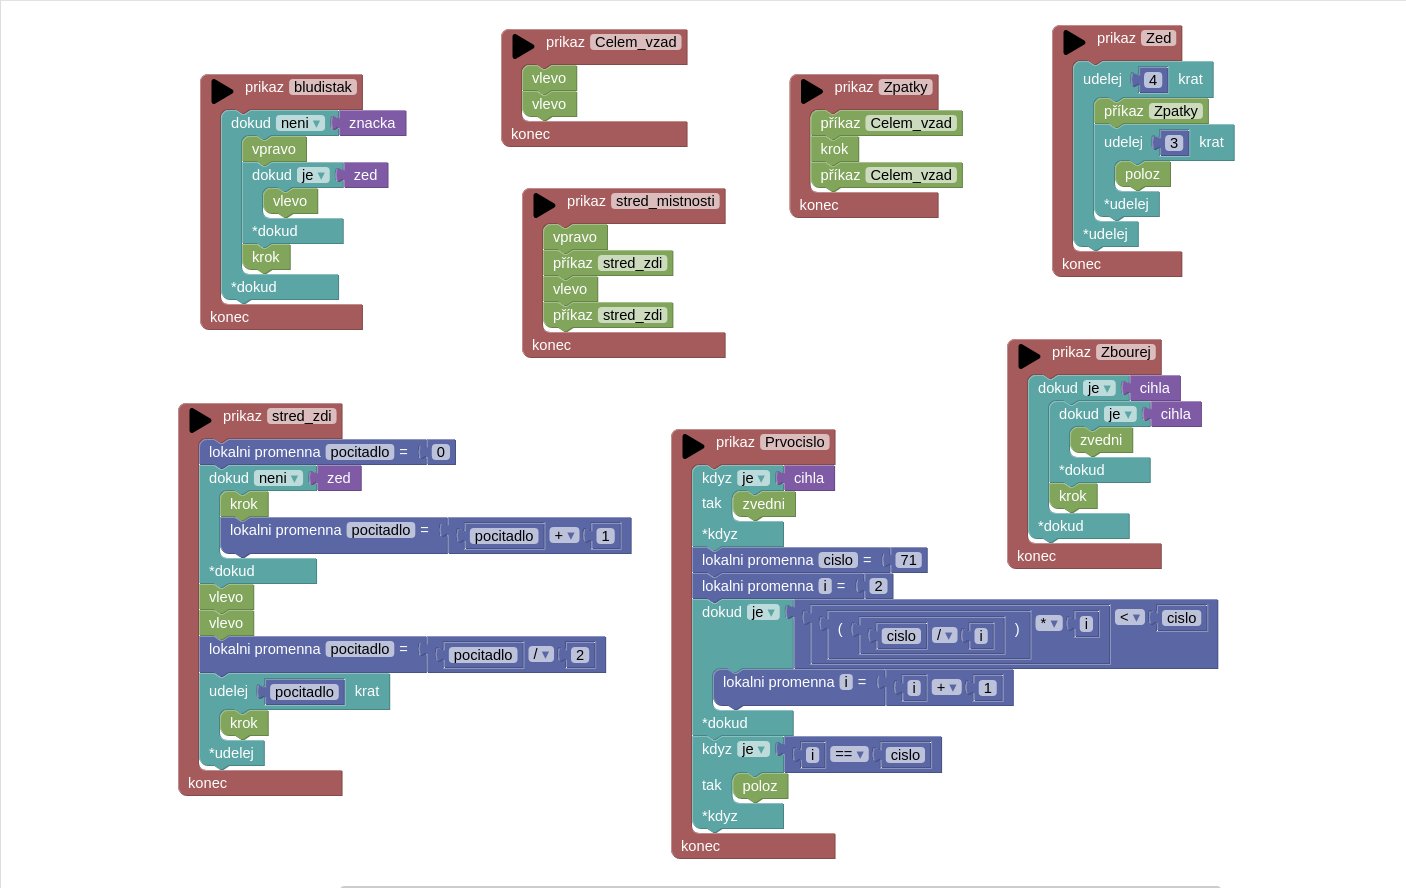 prikaz bludistak
dokud neni ▾ znacka
vpravo
dokud je ▾ zed
vlevo
*dokud
krok
*dokud
konec
prikaz Celem_vzad
vlevo
vlevo
konec
prikaz stred_mistnosti
vpravo
příkaz stred_zdi
vlevo
příkaz stred_zdi
konec
prikaz Zpatky
příkaz Celem_vzad
krok
příkaz Celem_vzad
konec
prikaz Zed
udelej 4 krat
příkaz Zpatky
udelej 3 krat
poloz
*udelej
*udelej
konec
prikaz Zbourej
dokud je ▾ cihla
dokud je ▾ cihla
zvedni
*dokud
krok
*dokud
konec
prikaz stred_zdi
lokalni promenna pocitadlo = 0
dokud neni ▾ zed
krok
lokalni promenna pocitadlo = pocitadlo + ▾ 1
*dokud
vlevo
vlevo
lokalni promenna pocitadlo = pocitadlo / ▾ 2
udelej pocitadlo krat
krok
*udelej
konec
prikaz Prvocislo
kdyz je ▾ cihla
tak zvedni
*kdyz
lokalni promenna cislo = 71
lokalni promenna i = 2
dokud je ▾ ( cislo / ▾ i ) * ▾ i < ▾ cislo
lokalni promenna i = i + ▾ 1
*dokud
kdyz je ▾ i == ▾ cislo
tak poloz
*kdyz
konec